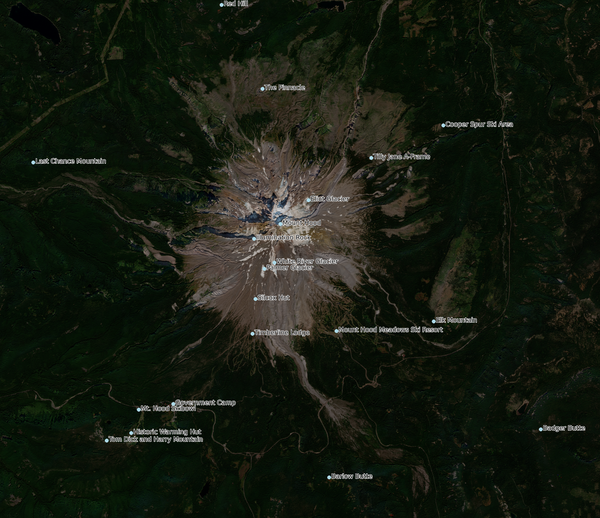 Red Hill
The Pinnacle
Cooper Spur Ski Area
Tilly Jane A-Frame
Last Chance Mountain
Eliot Glacier
Mount Hood
Illumination Rock
White River Glacier
Palmer Glacier
Silcox Hut
Elk Mountain
Mount Hood Meadows Ski Resort
Timberline Lodge
Government Camp
Mt. Hood Skibowl
Badger Butte
Historic Warming Hut
Tom Dick and Harry Mountain
Barlow Butte